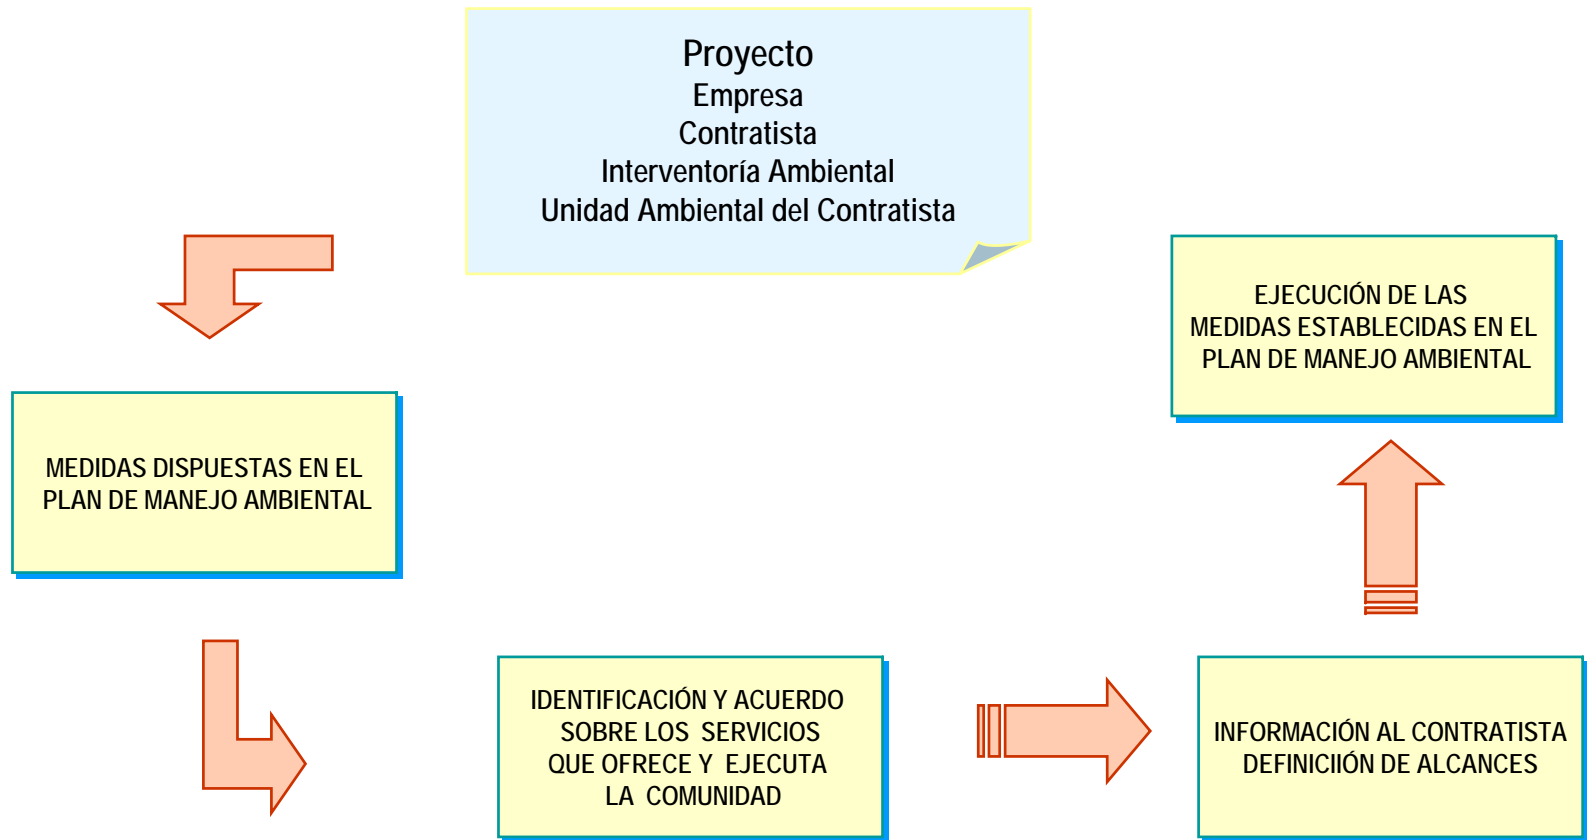 Proyecto
Empresa
Contratista
Interventoría Ambiental
Unidad Ambiental del Contratista
MEDIDAS DISPUESTAS EN EL
PLAN DE MANEJO AMBIENTAL
IDENTIFICACIÓN Y ACUERDO
SOBRE LOS SERVICIOS
QUE OFRECE Y EJECUTA
LA COMUNIDAD
INFORMACIÓN AL CONTRATISTA
DEFINICIIÓN DE ALCANCES
EJECUCIÓN DE LAS
MEDIDAS ESTABLECIDAS EN EL
PLAN DE MANEJO AMBIENTAL